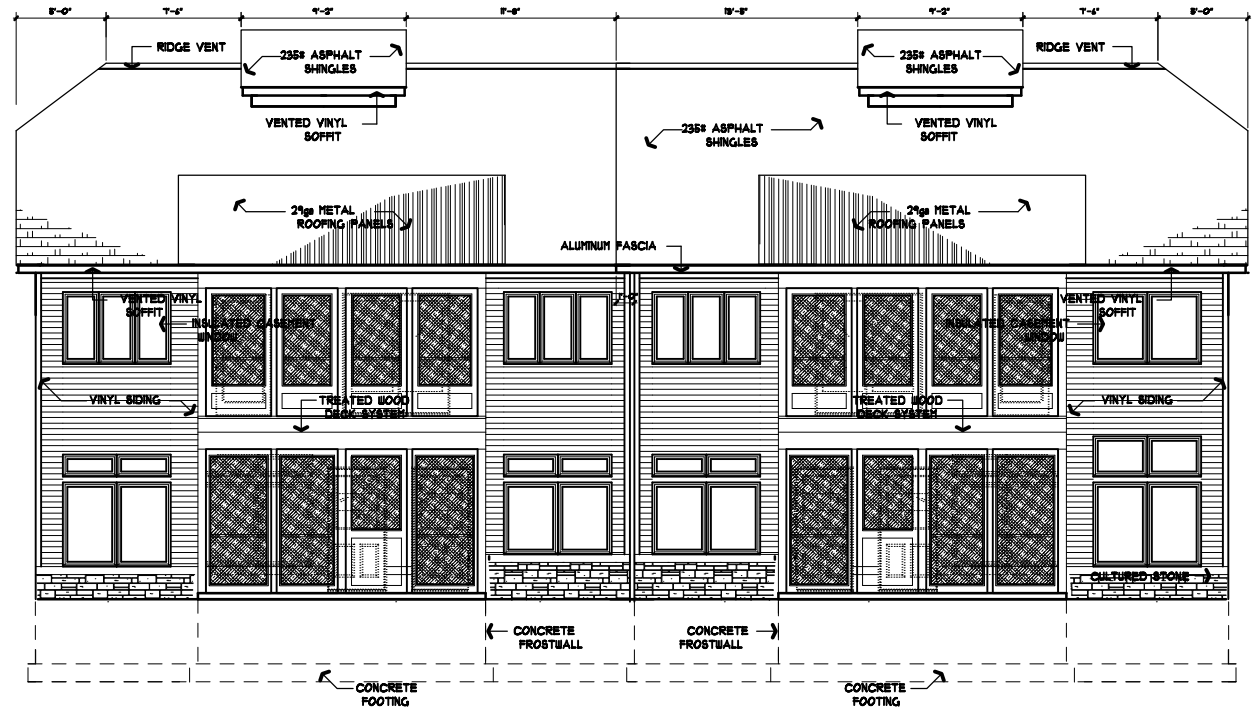 5'-0" 7'-6" 9'-2" 11'-8" 13'-5" 9'-2" 7'-6" 5'-0"
RIDGE VENT
235# ASPHALT
SHINGLES
235# ASPHALT
SHINGLES
RIDGE VENT
VENTED VINYL
SOFFIT
235# ASPHALT
SHINGLES
VENTED VINYL
SOFFIT
29ga METAL
ROOFING PANELS
29ga METAL
ROOFING PANELS
ALUMINUM FASCIA
VENTED VINYL
SOFFIT
INSULATED CASEMENT
WINDOW
VENTED VINYL
SOFFIT
INSULATED CASEMENT
WINDOW
VINYL SIDING
TREATED WOOD
DECK SYSTEM
TREATED WOOD
DECK SYSTEM
VINYL SIDING
CULTURED STONE
CONCRETE
FROSTWALL
CONCRETE
FROSTWALL
CONCRETE
FOOTING
CONCRETE
FOOTING